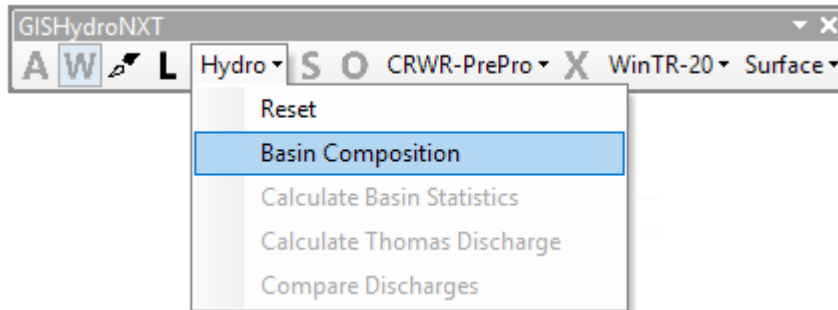 GISHydroNXT
A W L Hydro S O CRWR-PrePro X WinTR-20 Surface
Reset
Basin Composition
Calculate Basin Statistics
Calculate Thomas Discharge
Compare Discharges